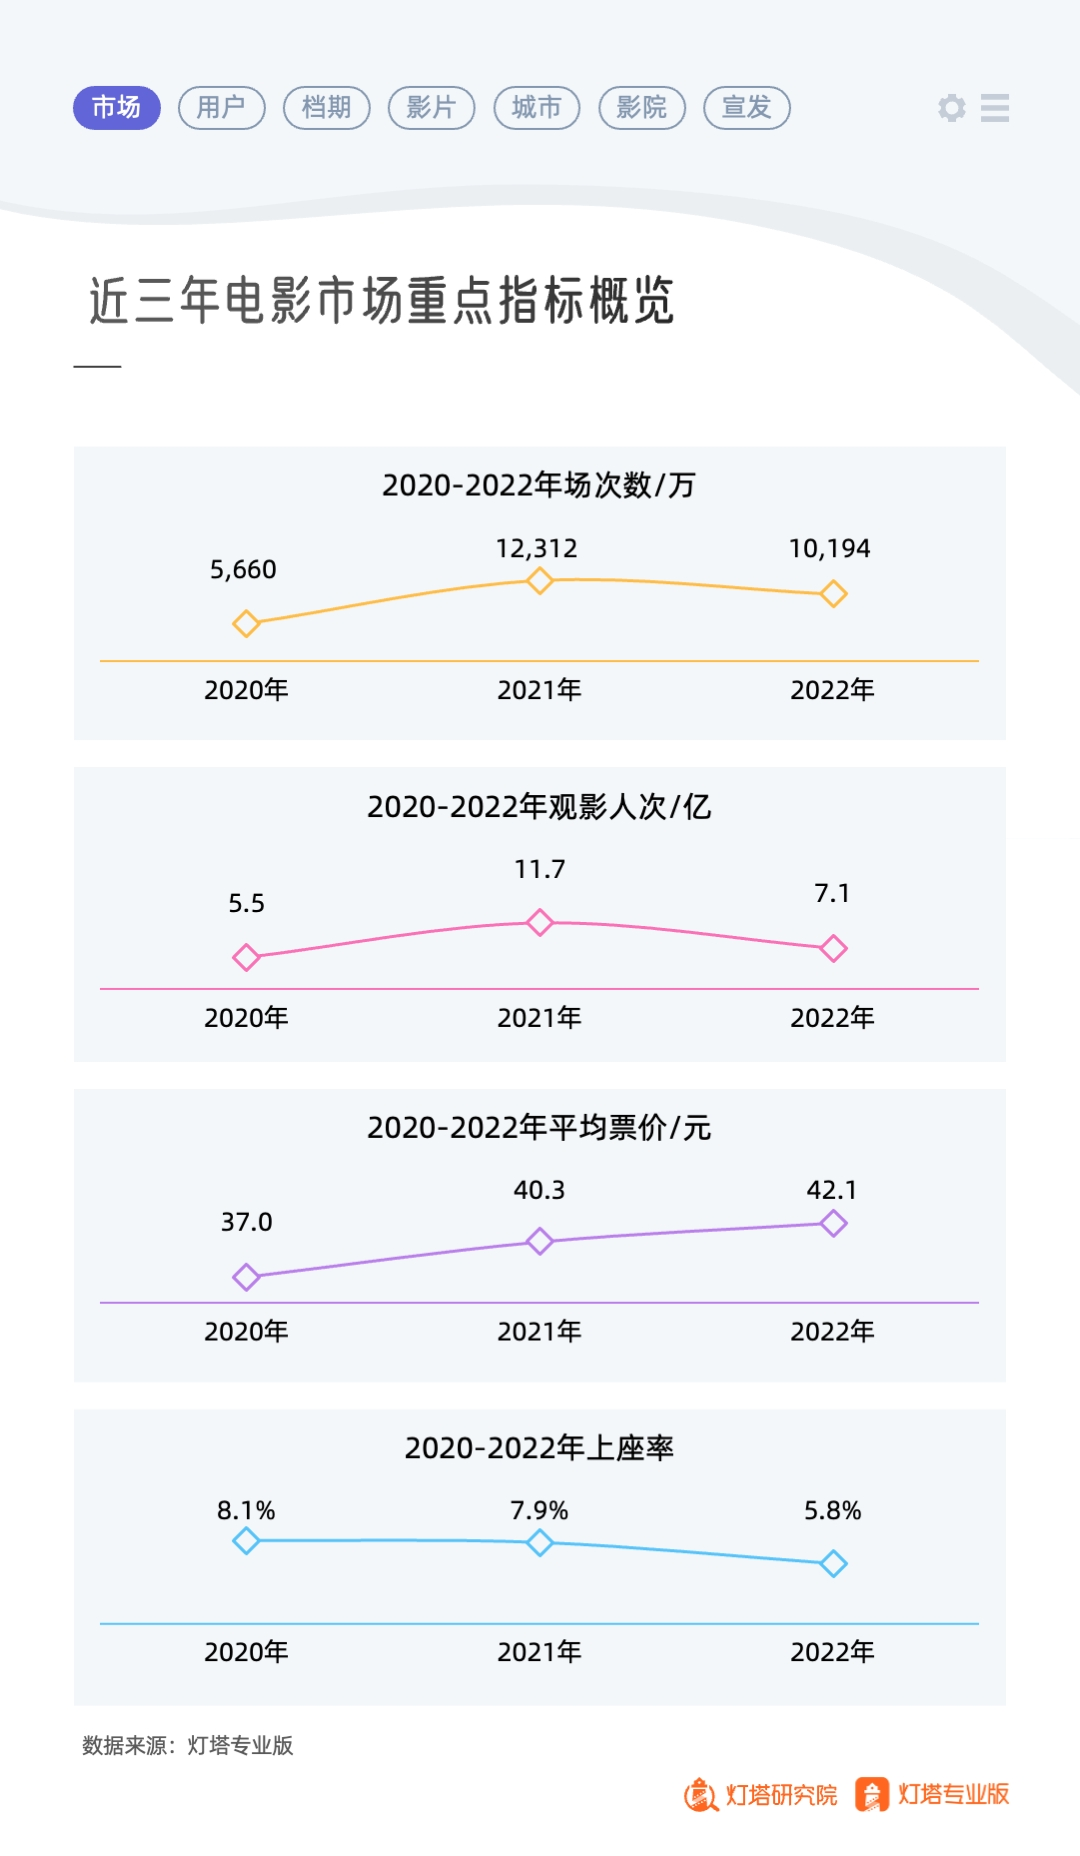 市场 用户 档期 影片 城市 影院 宣发
近三年电影市场重点指标概览
2020-2022年场次数/万
5,660 12,312 10,194
2020年 2021年 2022年
2020-2022年观影人次/亿
5.5 11.7 7.1
2020年 2021年 2022年
2020-2022年平均票价/元
37.0 40.3 42.1
2020年 2021年 2022年
2020-2022年上座率
8.1% 7.9% 5.8%
2020年 2021年 2022年
数据来源：灯塔专业版
灯塔研究院 灯塔专业版